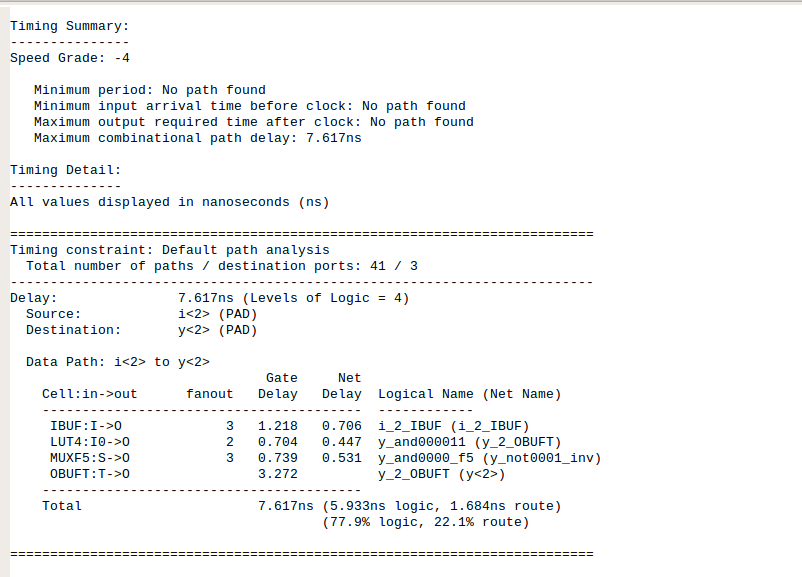 Timing Summary:
---------------
Speed Grade: -4

   Minimum period: No path found
   Minimum input arrival time before clock: No path found
   Maximum output required time after clock: No path found
   Maximum combinational path delay: 7.617ns

Timing Detail:
--------------
All values displayed in nanoseconds (ns)

=========================================================================
Timing constraint: Default path analysis
  Total number of paths / destination ports: 41 / 3
-------------------------------------------------------------------------
Delay:               7.617ns (Levels of Logic = 4)
  Source:            i<2> (PAD)
  Destination:       y<2> (PAD)

  Data Path: i<2> to y<2>
                                Gate     Net
    Cell:in->out      fanout   Delay   Delay  Logical Name (Net Name)
    ----------------------------------------  ------------
     IBUF:I->O             3   1.218   0.706  i_2_IBUF (i_2_IBUF)
     LUT4:I0->O            2   0.704   0.447  y_and000011 (y_2_OBUFT)
     MUXF5:S->O            3   0.739   0.531  y_and0000_f5 (y_not0001_inv)
     OBUFT:T->O                3.272          y_2_OBUFT (y<2>)
    ----------------------------------------
    Total                      7.617ns (5.933ns logic, 1.684ns route)
                                       (77.9% logic, 22.1% route)

=========================================================================